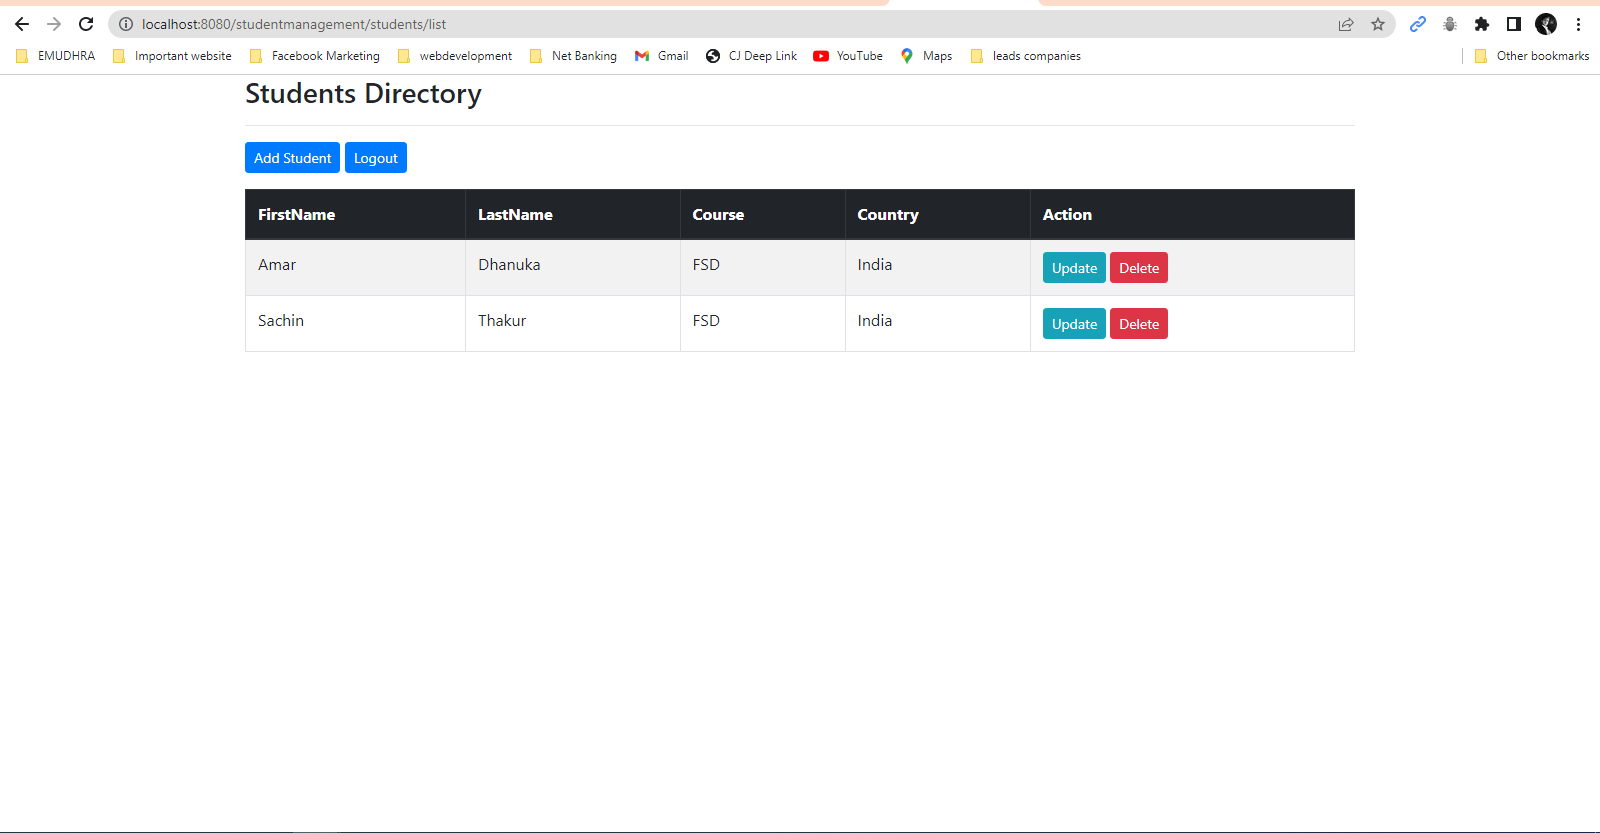 localhost:8080/studentmanagement/students/list
EMUDHRA Important website Facebook Marketing webdevelopment Net Banking Gmail CJ Deep Link YouTube Maps leads companies Other bookmarks
Students Directory
Add Student Logout
FirstName LastName Course Country Action
Amar Dhanuka FSD India Update Delete
Sachin Thakur FSD India Update Delete